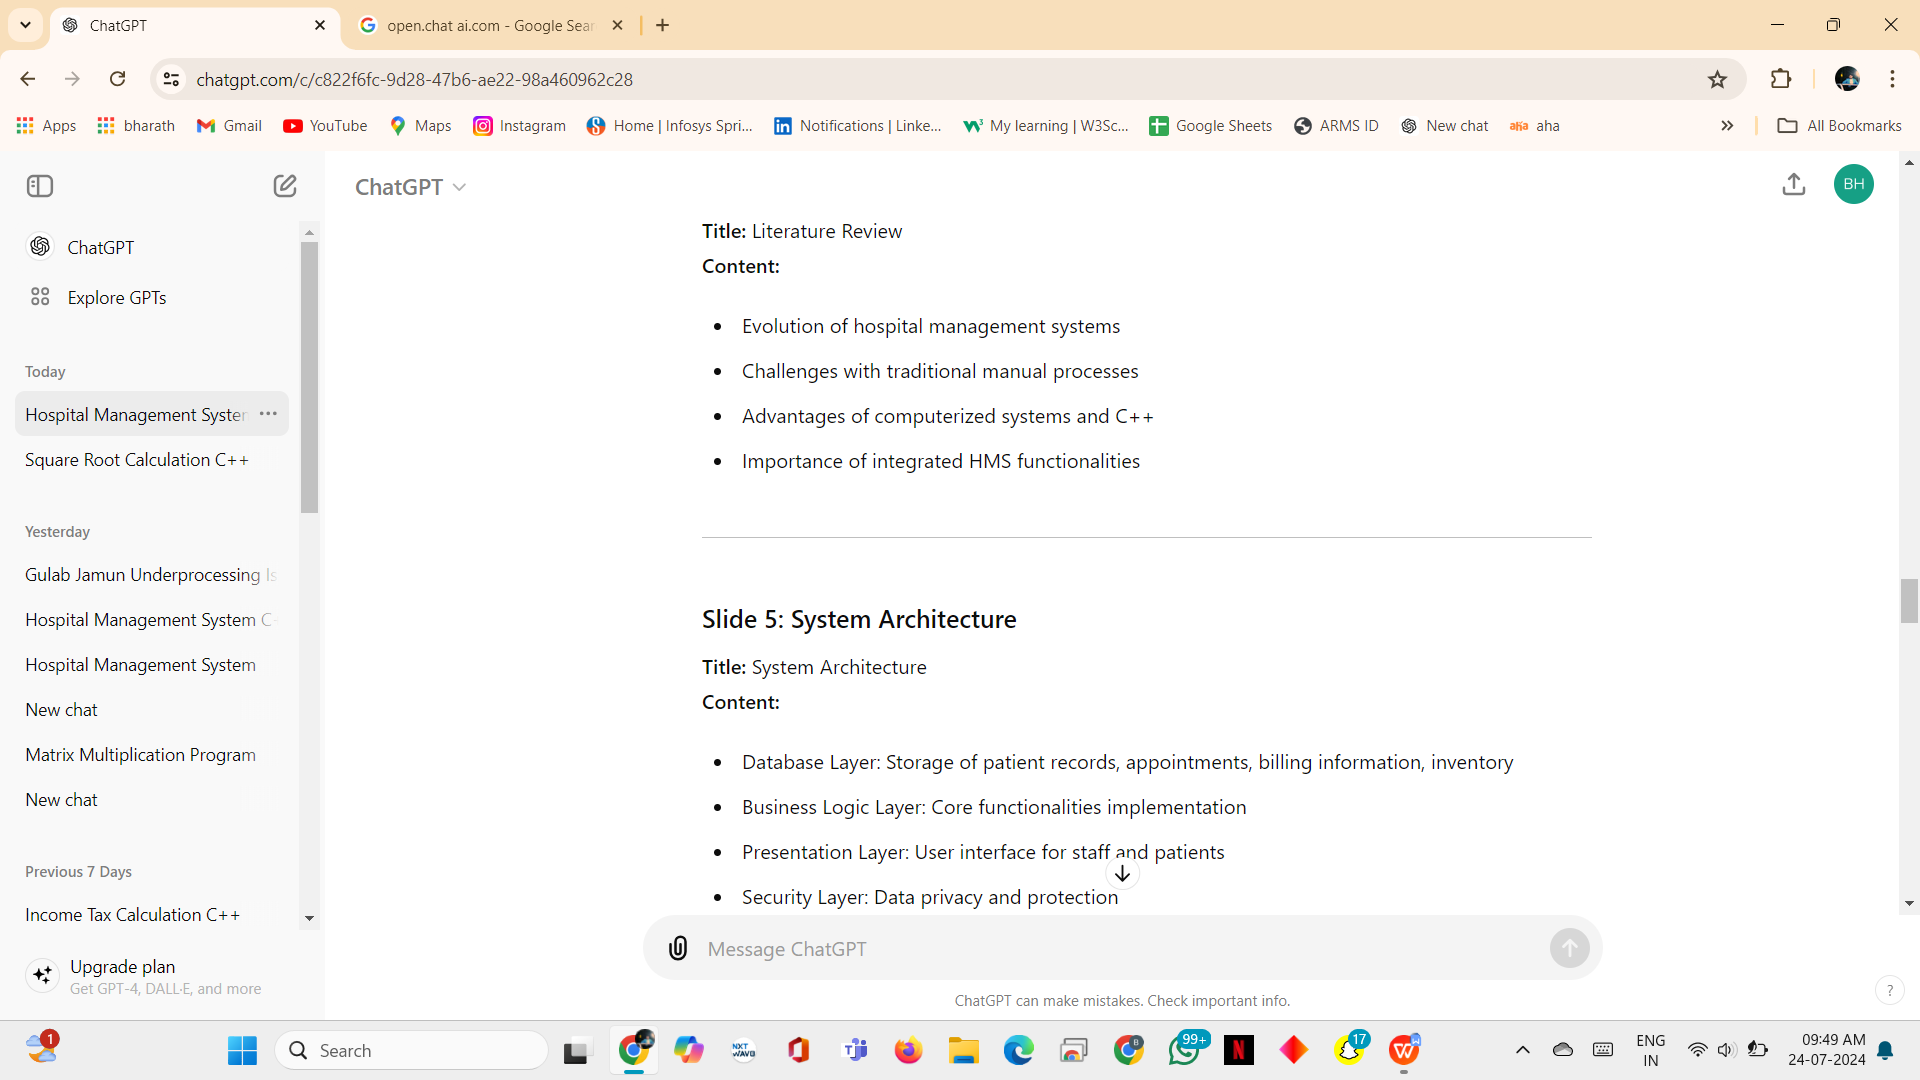 ChatGPT
open.chat ai.com - Google Sear
chatgpt.com/c/c822f6fc-9d28-47b6-ae22-98a460962c28
Apps
bharath
Gmail
YouTube
Maps
Instagram
Home | Infosys Spri...
Notifications | Linke...
My learning | W3Sc...
Google Sheets
ARMS ID
New chat
aha
aha
All Bookmarks
ChatGPT
BH
ChatGPT
Explore GPTs
Today
Hospital Management System
Square Root Calculation C++
Yesterday
Gulab Jamun Underprocessing Is
Hospital Management System C
Hospital Management System
New chat
Matrix Multiplication Program
New chat
Previous 7 Days
Income Tax Calculation C++
Upgrade plan
Get GPT-4, DALL·E, and more
Title: Literature Review
Content:
• Evolution of hospital management systems
• Challenges with traditional manual processes
• Advantages of computerized systems and C++
• Importance of integrated HMS functionalities
Slide 5: System Architecture
Title: System Architecture
Content:
• Database Layer: Storage of patient records, appointments, billing information, inventory
• Business Logic Layer: Core functionalities implementation
• Presentation Layer: User interface for staff and patients
• Security Layer: Data privacy and protection
Message ChatGPT
ChatGPT can make mistakes. Check important info.
?
1
Search
NXT
WAVE
B
99+
N
17
W
ENG
IN
09:49 AM
24-07-2024